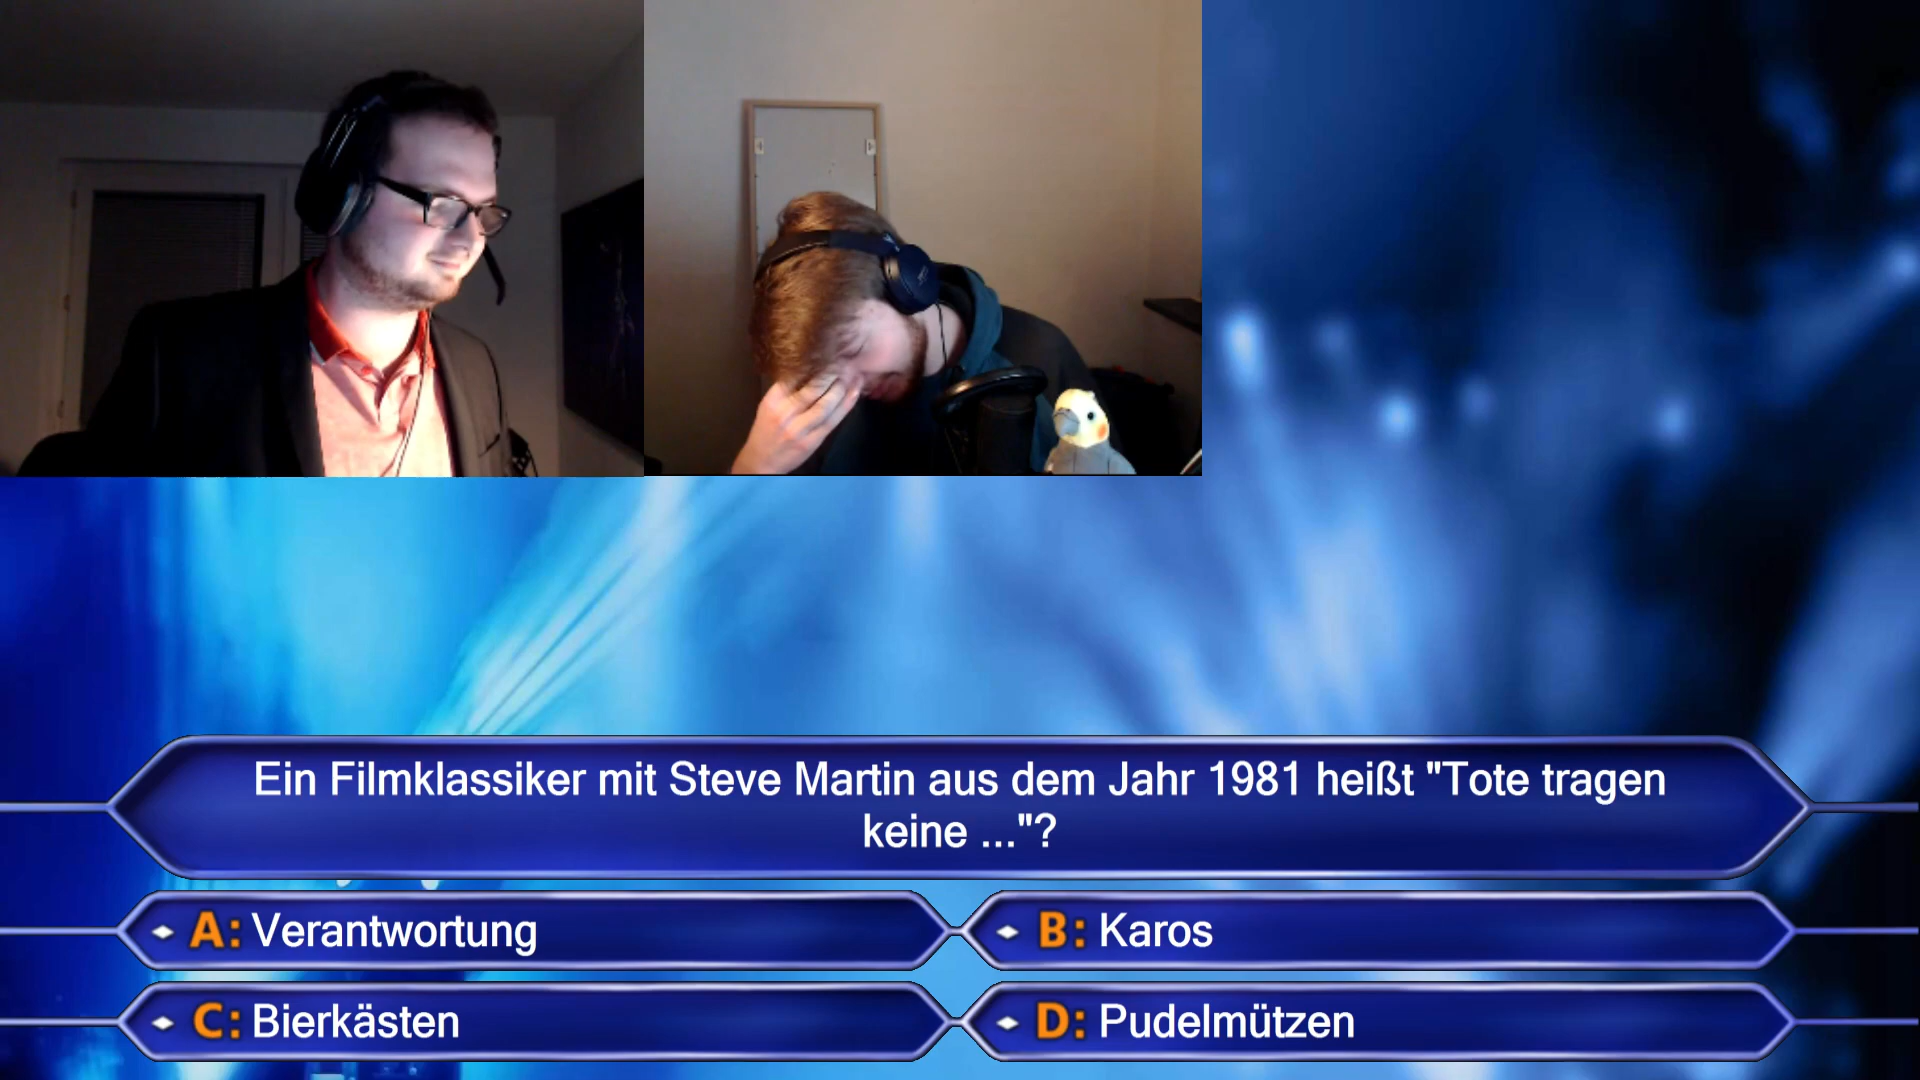 Ein Filmklassiker mit Steve Martin aus dem Jahr 1981 heißt "Tote tragen
keine ..."?
A: Verantwortung
B: Karos
C: Bierkästen
D: Pudelmützen